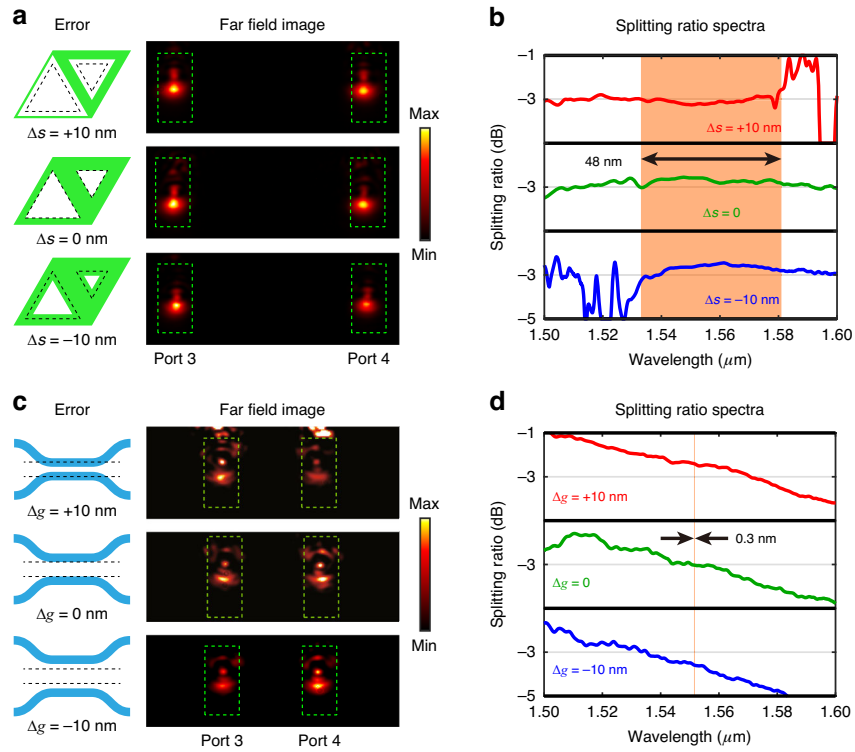 a
Error
Far field image
Δs = +10 nm
Δs = 0 nm
Δs = −10 nm
Max
Min
Port 3
Port 4
b
Splitting ratio spectra
Splitting ratio (dB)
−1
−3
−3
−3
−5
Δs = +10 nm
48 nm
Δs = 0
Δs = −10 nm
1.50
1.52
1.54
1.56
1.58
1.60
Wavelength (μm)
c
Error
Far field image
Δg = +10 nm
Δg = 0 nm
Δg = −10 nm
Max
Min
Port 3
Port 4
d
Splitting ratio spectra
Splitting ratio (dB)
−1
−3
−3
−3
−5
Δg = +10 nm
0.3 nm
Δg = 0
Δg = −10 nm
1.50
1.52
1.54
1.56
1.58
1.60
Wavelength (μm)